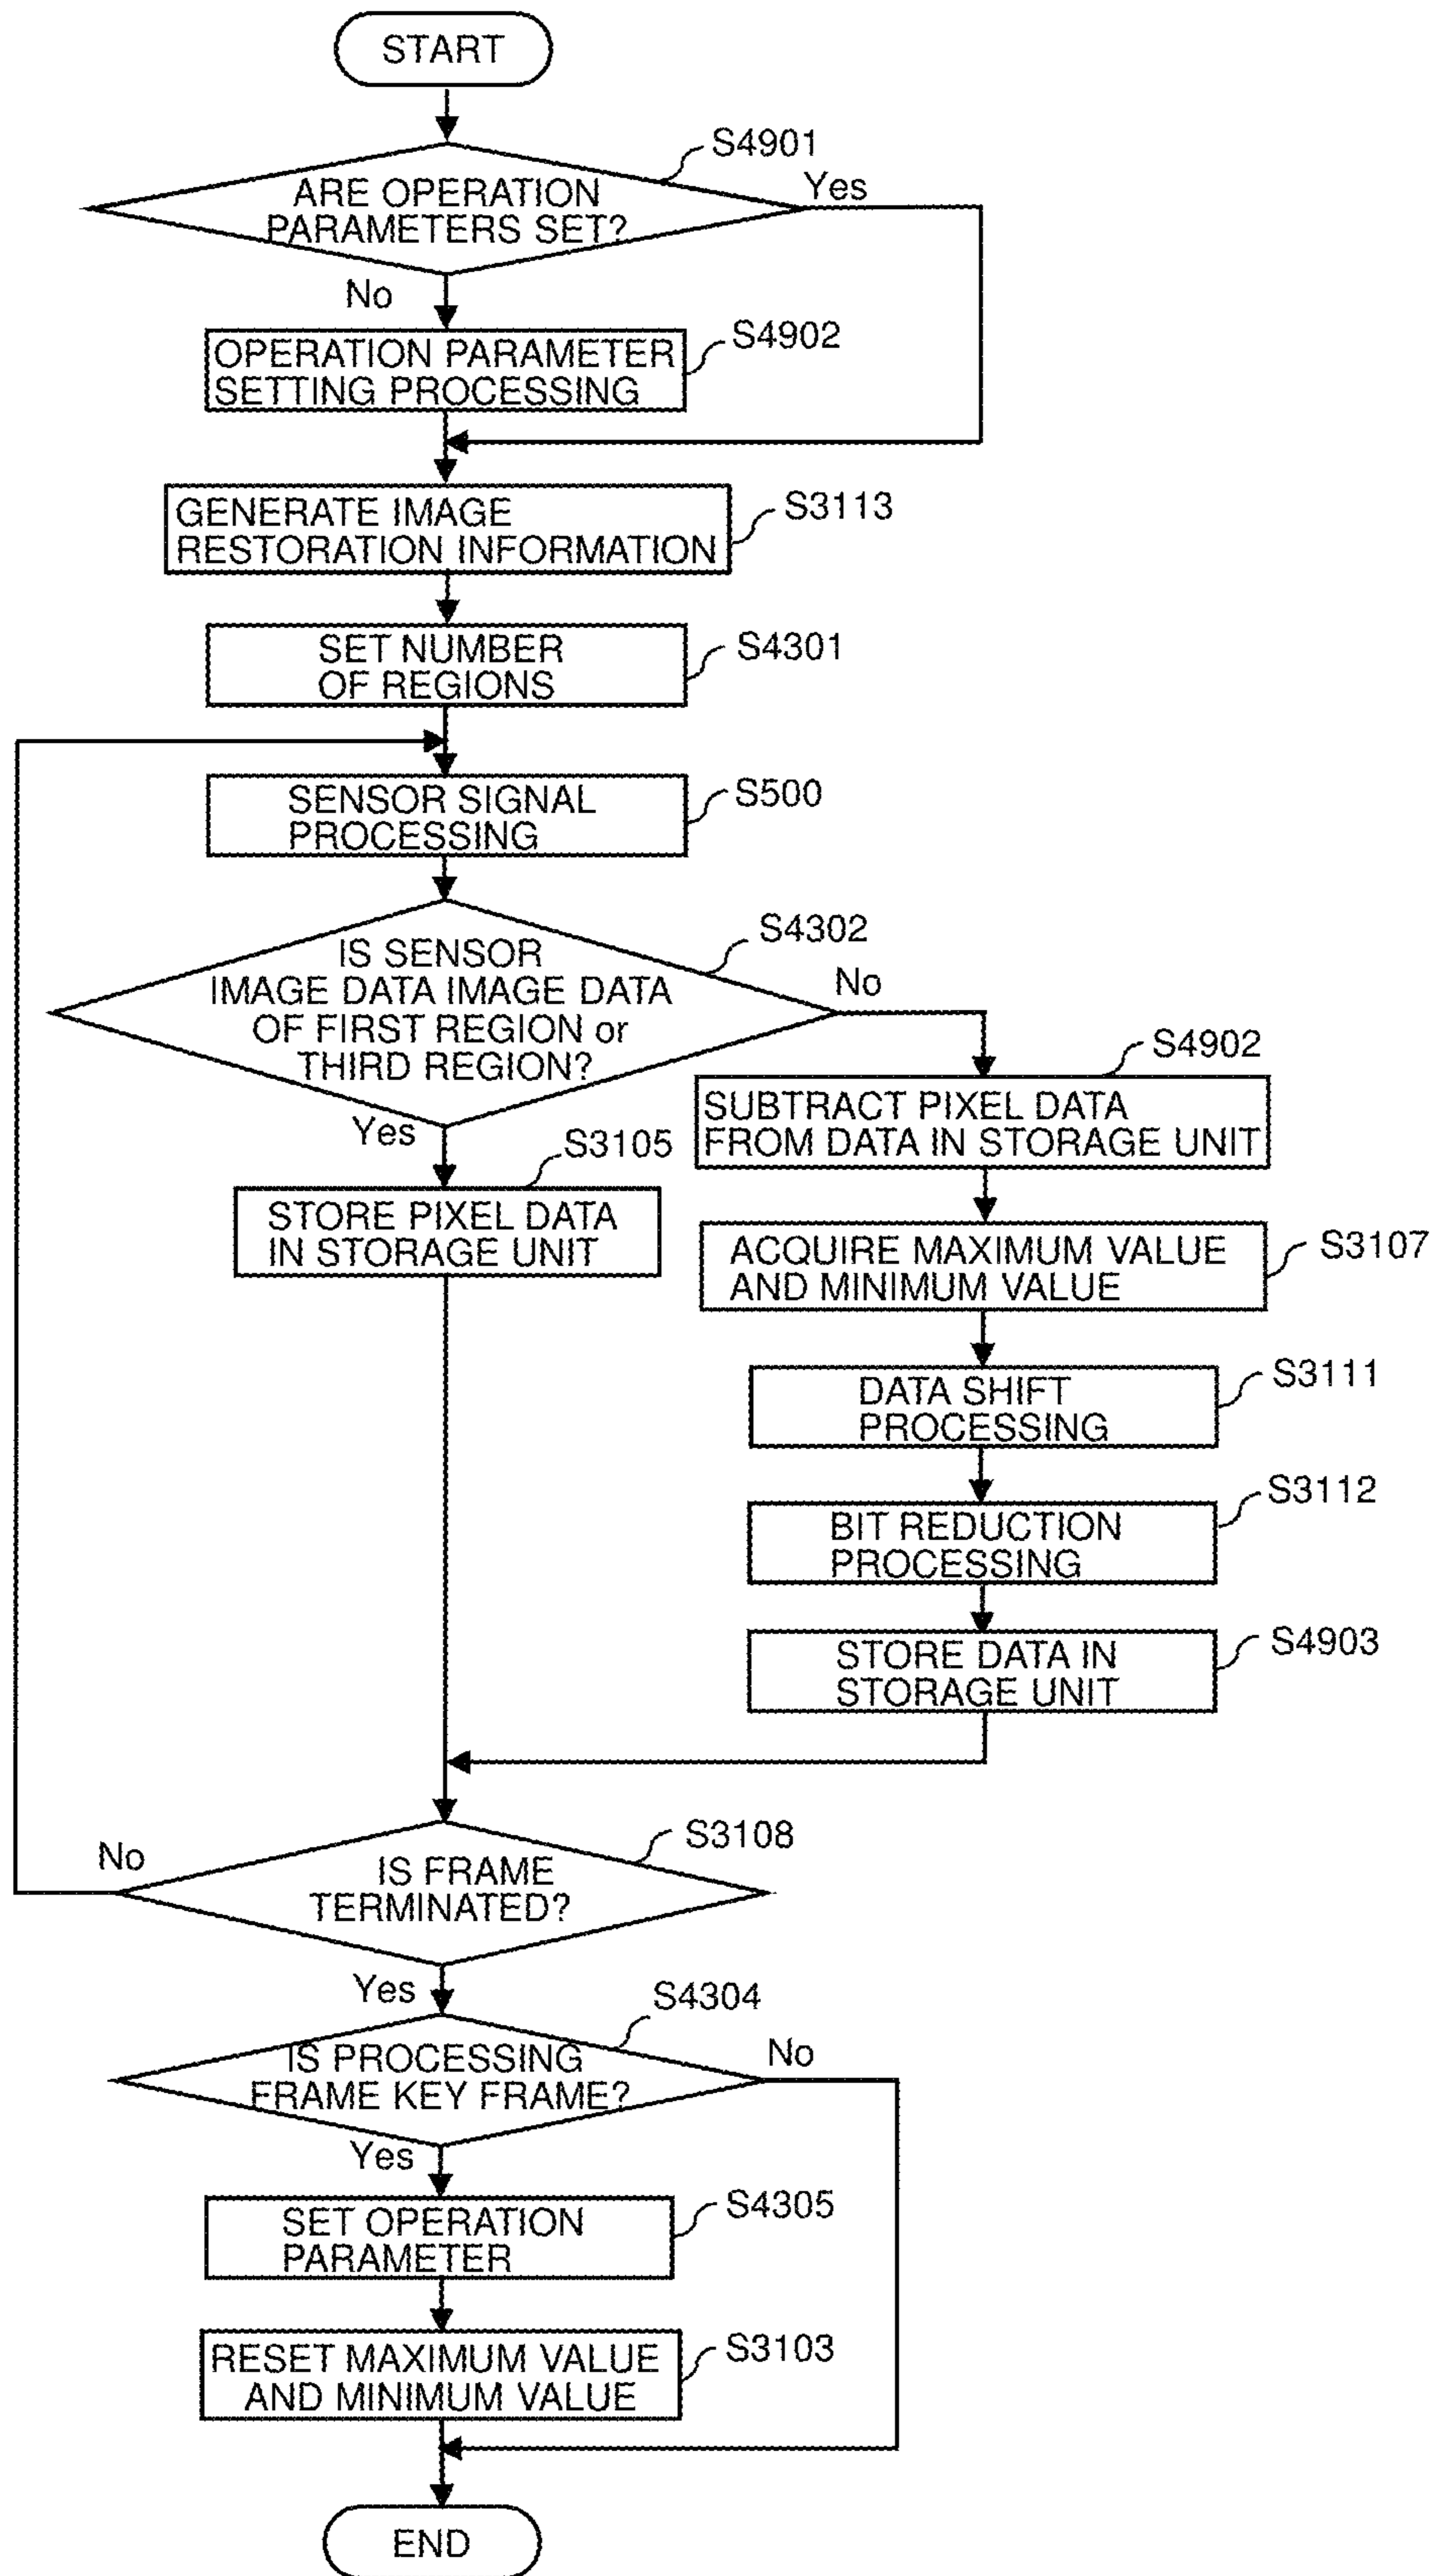 START
S4901
ARE OPERATION
PARAMETERS SET?
Yes
No
S4902
OPERATION PARAMETER
SETTING PROCESSING
GENERATE IMAGE
RESTORATION INFORMATION
S3113
SET NUMBER
OF REGIONS
S4301
SENSOR SIGNAL
PROCESSING
S500
S4302
IS SENSOR
IMAGE DATA IMAGE DATA
OF FIRST REGION or
THIRD REGION?
No
Yes
S4902
SUBTRACT PIXEL DATA
FROM DATA IN STORAGE UNIT
S3105
STORE PIXEL DATA
IN STORAGE UNIT
ACQUIRE MAXIMUM VALUE
AND MINIMUM VALUE
S3107
DATA SHIFT
PROCESSING
S3111
BIT REDUCTION
PROCESSING
S3112
STORE DATA IN
STORAGE UNIT
S4903
S3108
No
IS FRAME
TERMINATED?
Yes
S4304
IS PROCESSING
FRAME KEY FRAME?
No
Yes
SET OPERATION
PARAMETER
S4305
RESET MAXIMUM VALUE
AND MINIMUM VALUE
S3103
END